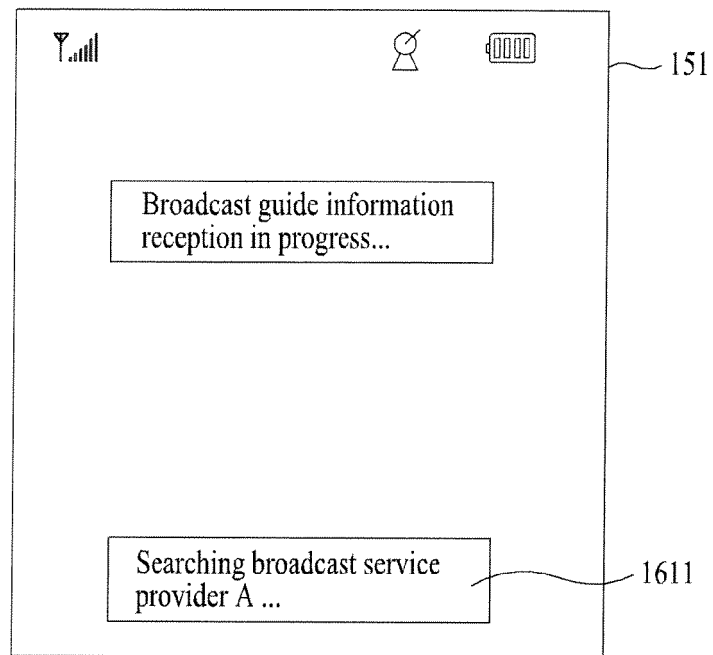 151
Broadcast guide information
reception in progress...
Searching broadcast service
provider A ...
1611